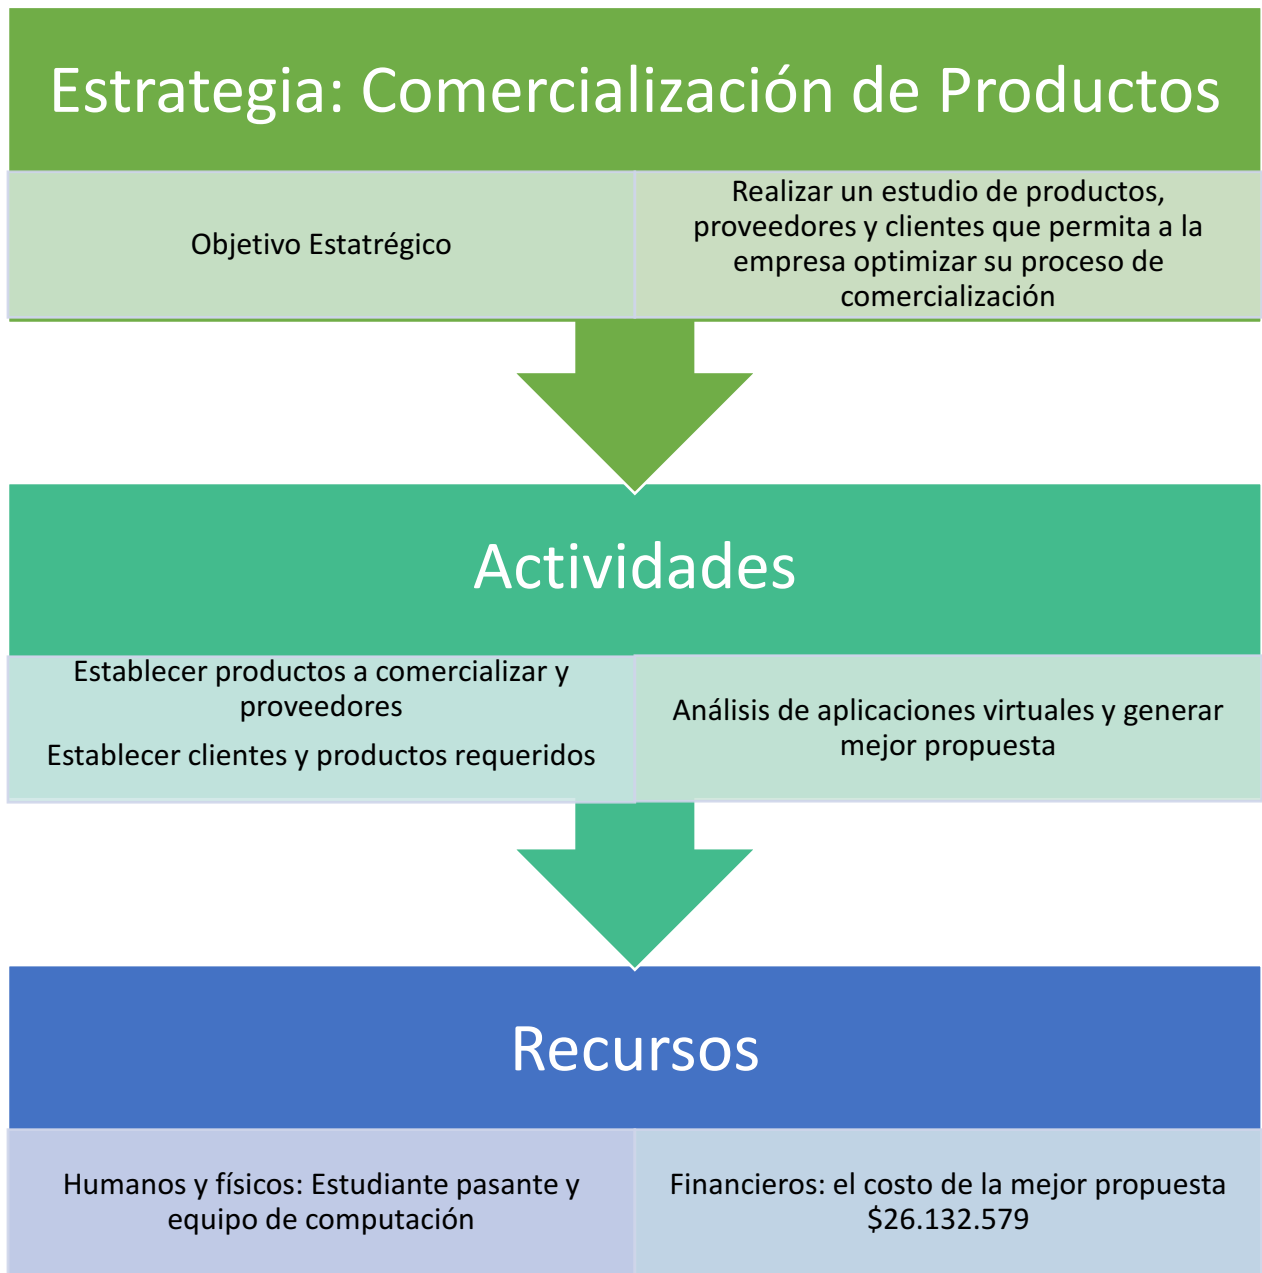 Estrategia: Comercialización de Productos
Objetivo Estatrégico
Realizar un estudio de productos,
proveedores y clientes que permita a la
empresa optimizar su proceso de
comercialización
Actividades
Establecer productos a comercializar y
proveedores
Establecer clientes y productos requeridos
Análisis de aplicaciones virtuales y generar
mejor propuesta
Recursos
Humanos y físicos: Estudiante pasante y
equipo de computación
Financieros: el costo de la mejor propuesta
$26.132.579